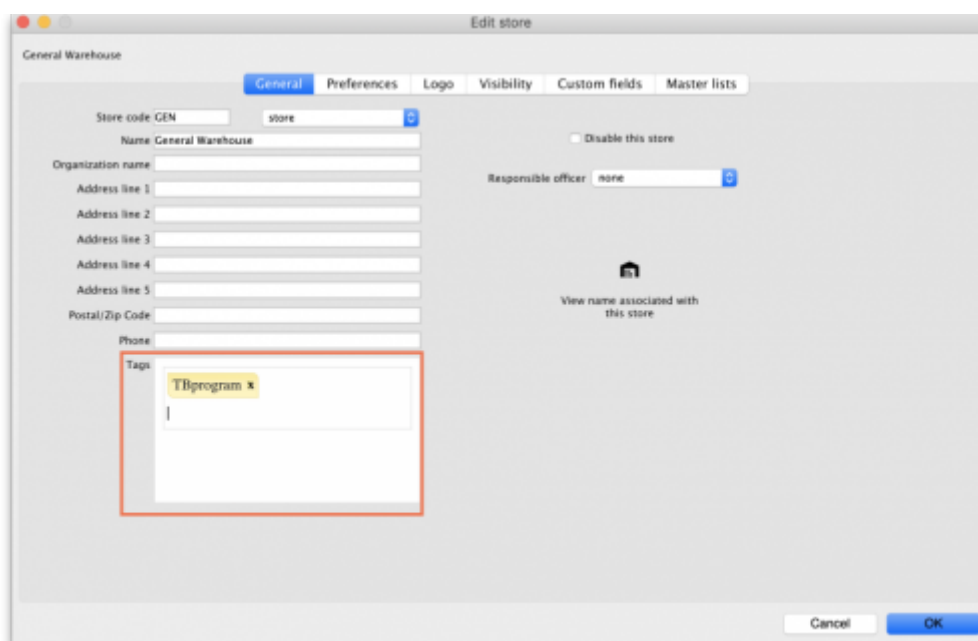 Edit store
General Warehouse
General Preferences Logo Visibility Custom fields Master lists
Store code GEN store
Disable this store
Name General Warehouse
Organization name
Responsible officer none
Address line 1
Address line 2
Address line 3
Address line 4
Address line 5
View name associated with
this store
Postal/Zip Code
Phone
Tags
TBprogram x
Cancel OK